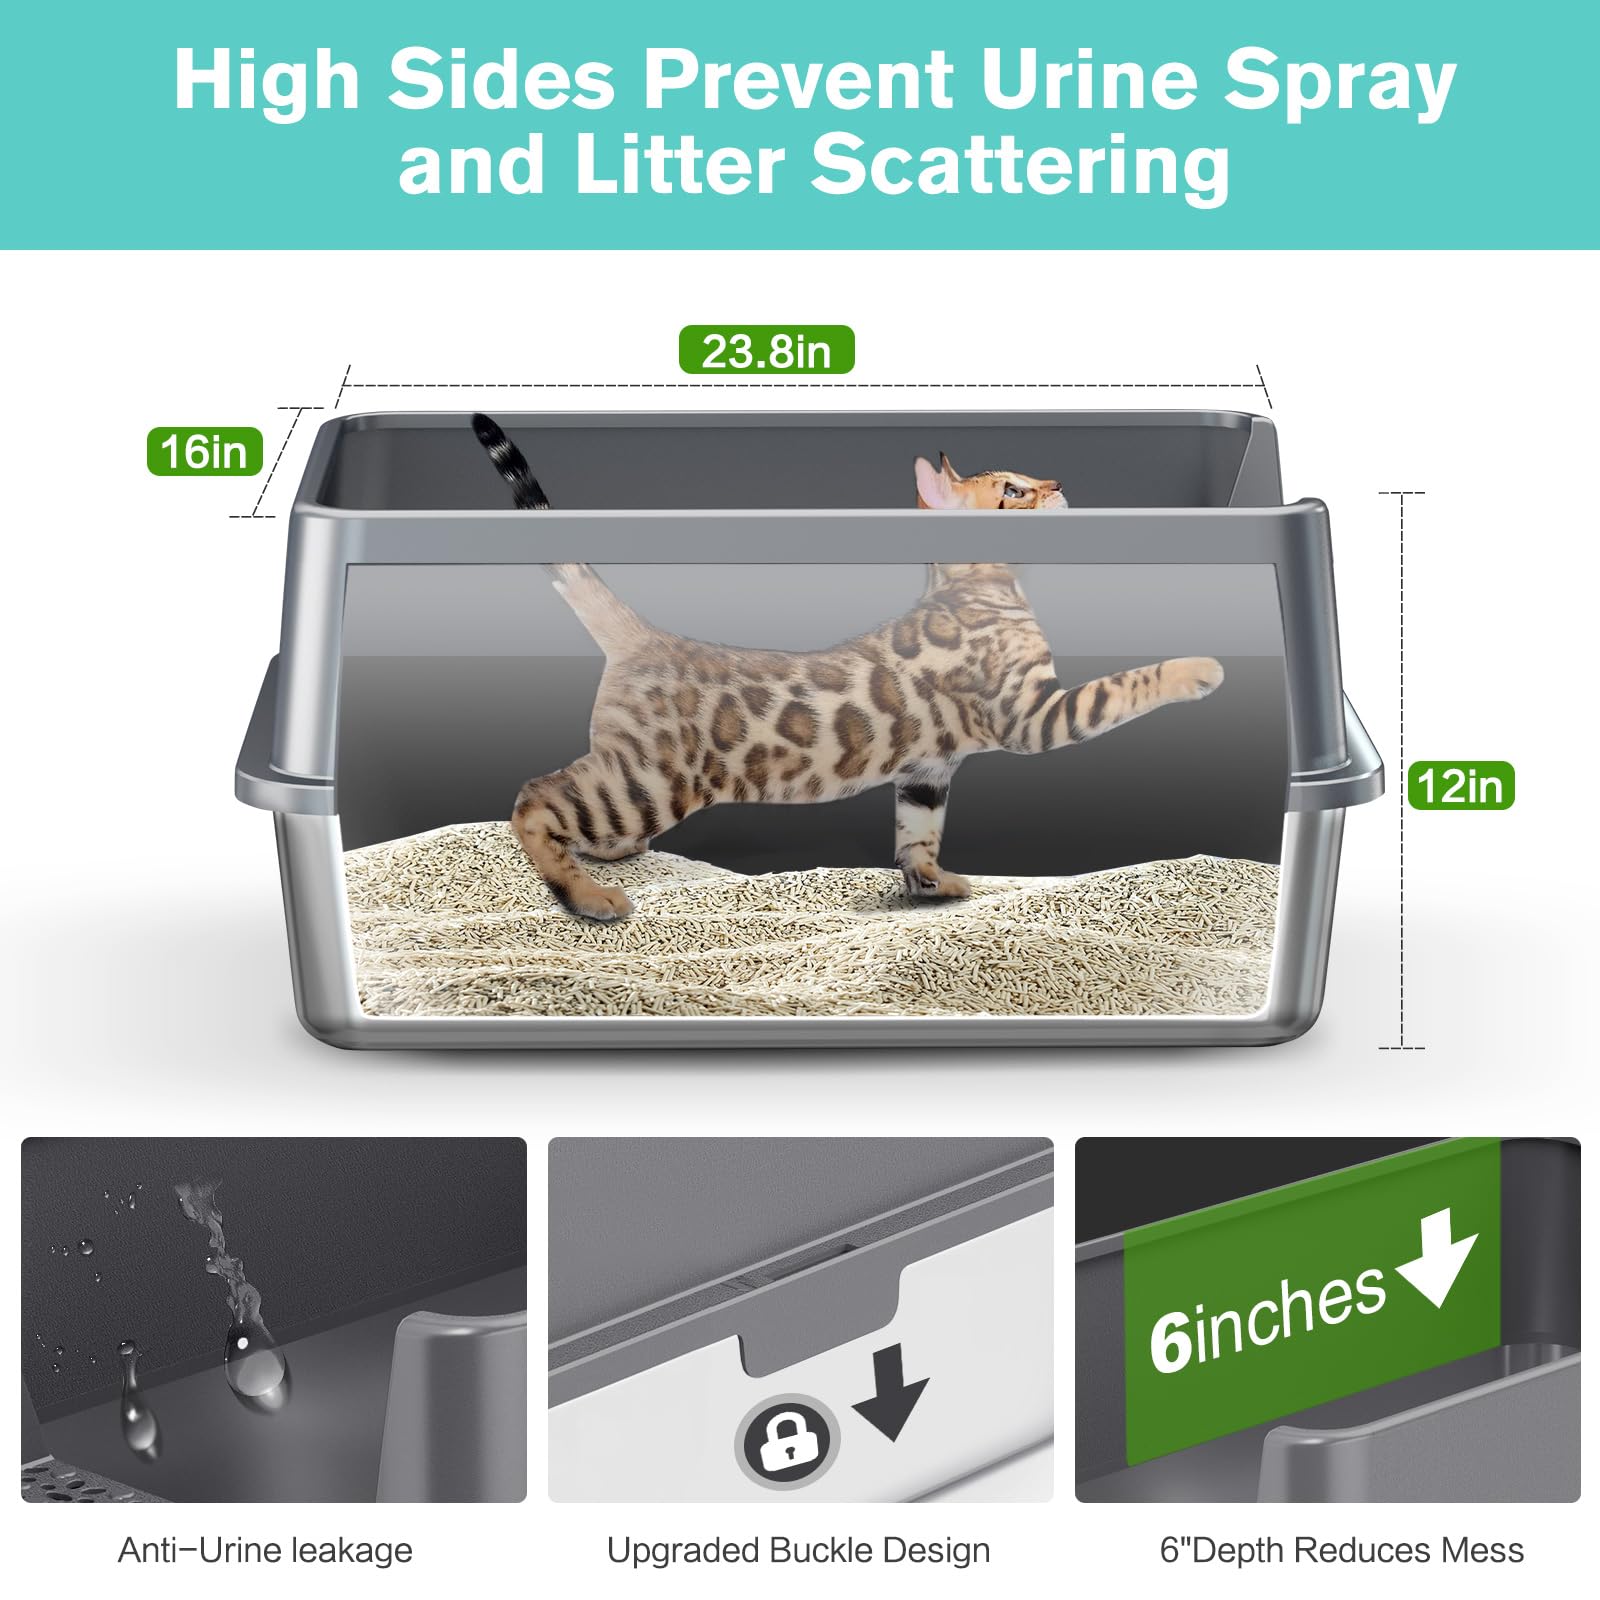 High Sides Prevent Urine Spray
and Litter Scattering
23.8in
16in
12in
6inches
Anti-Urine leakage
Upgraded Buckle Design
6"Depth Reduces Mess